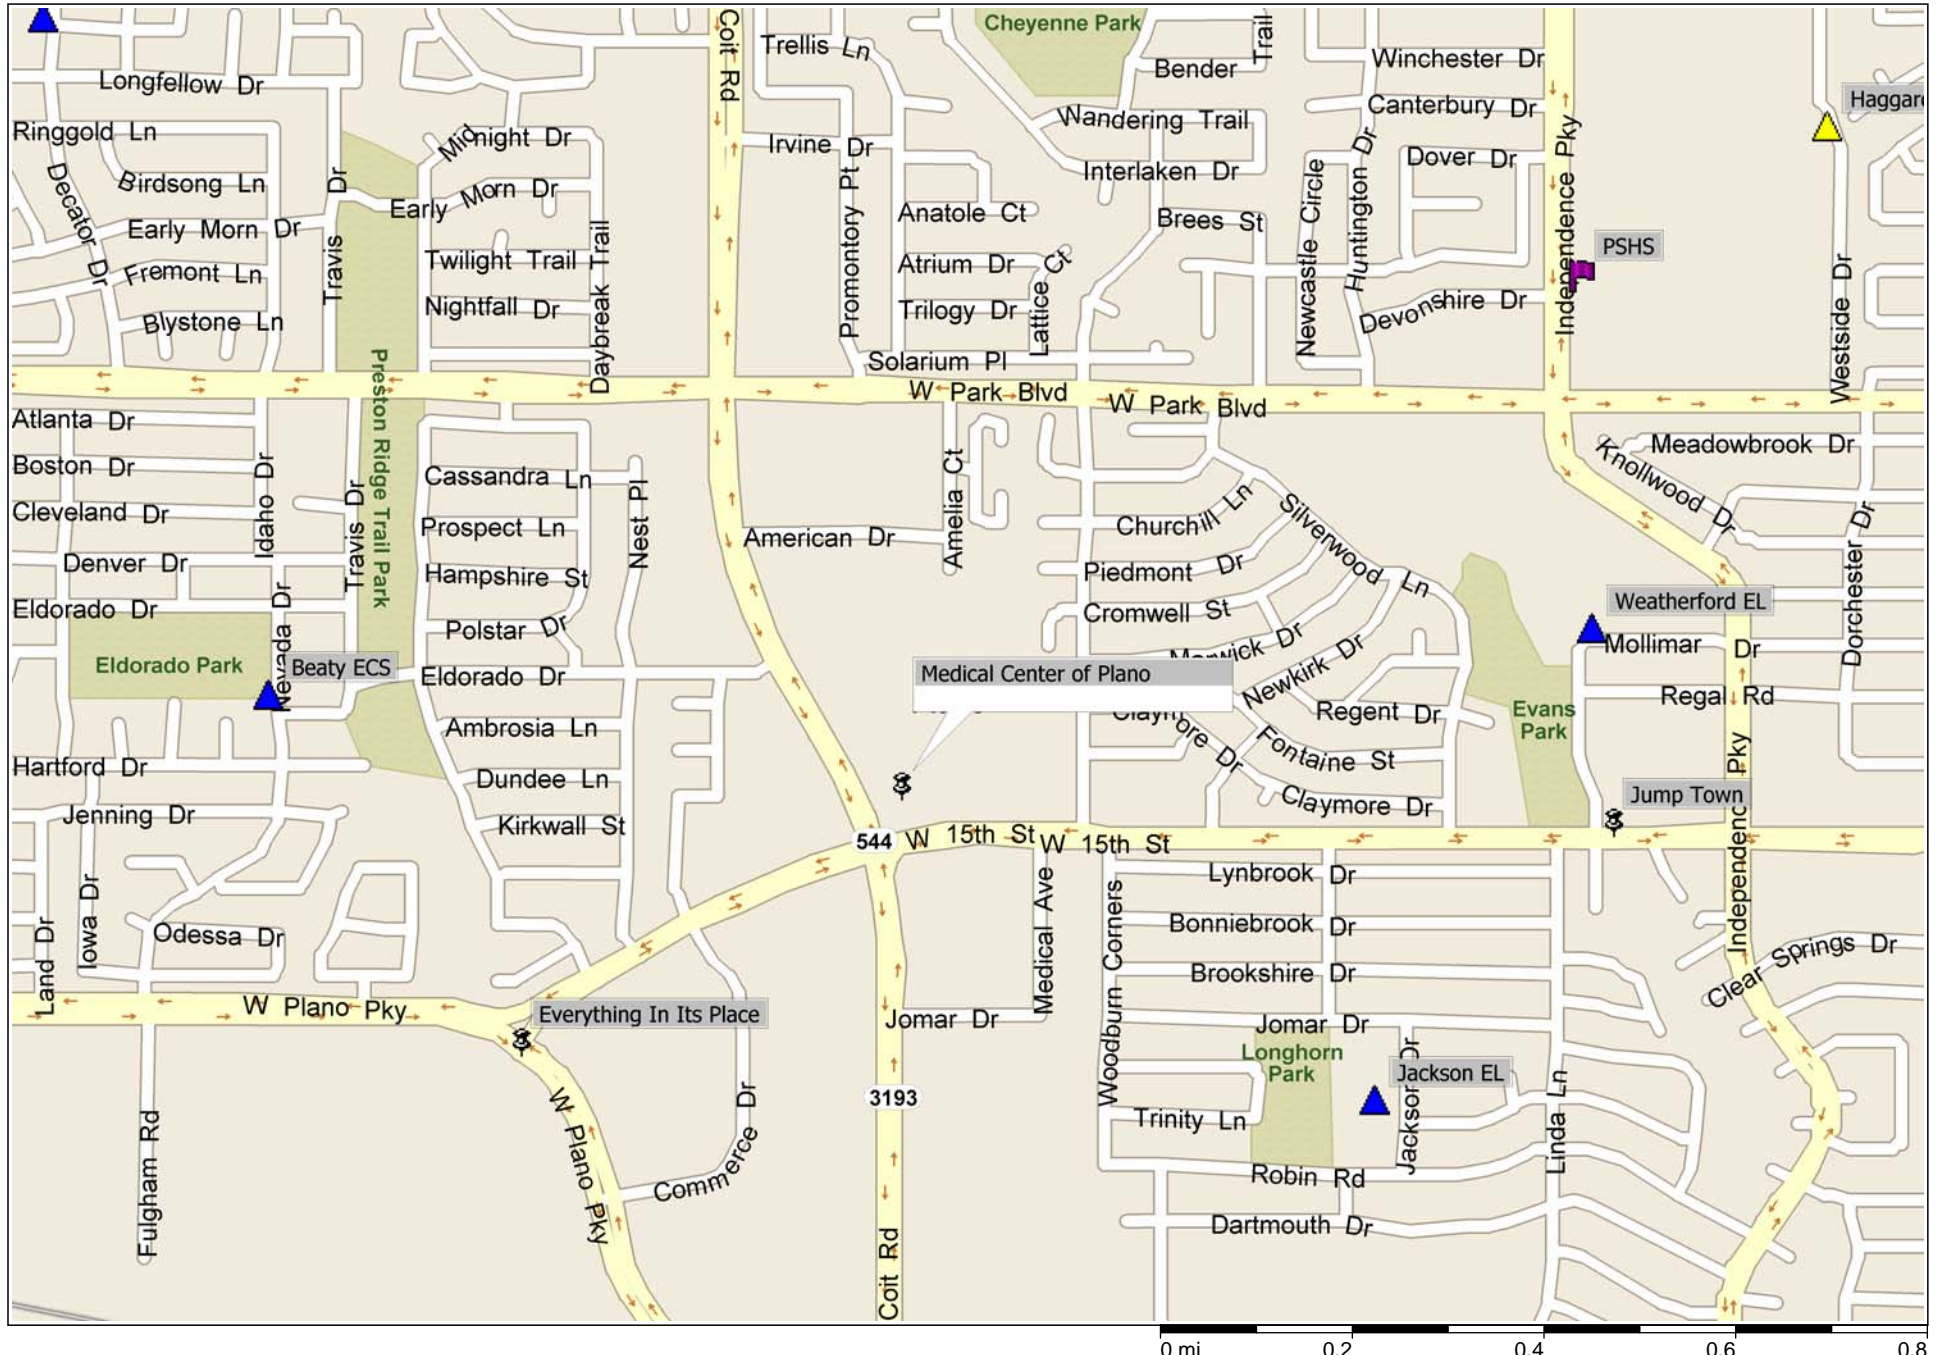 Cheyenne Park
Trellis Ln
Coit Rd
Trail
Bender
Winchester Dr
Longfellow Dr
Canterbury Dr
Wandering Trail
Ringgold Ln
Midnight Dr
Irvine Dr
Interlaken Dr
Dover Dr
Birdsong Ln
Early Morn Dr
Decator Dr
Early Morn Dr
Travis Dr
Anatole Ct
Brees St
Newcastle Circle
Huntington Dr
Independence Pky
PSHS
Fremont Ln
Twilight Trail
Daybreak Trail
Promontory Pt
Atrium Dr
Lattice Ct
Blystone Ln
Nightfall Dr
Trilogy Dr
Devonshire Dr
Westside Dr
Solarium Pl
W Park Blvd
W Park Blvd
Atlanta Dr
Preston Ridge Trail Park
Meadowbrook Dr
Knollwood Dr
Boston Dr
Idaho Dr
Cassandra Ln
Nest Pl
Amelia Ct
Churchill Ln
Silverwood Ln
Cleveland Dr
Travis Dr
Prospect Ln
American Dr
Dorchester Dr
Denver Dr
Hampshire St
Piedmont Dr
Eldorado Dr
Nevada Dr
Polstar Dr
Cromwell St
Weatherford EL
Mollimar Dr
Eldorado Park
Beaty ECS
Eldorado Dr
Medical Center of Plano
Newkirk Dr
Regal Rd
Evans
Park
Regent Dr
Ambrosia Ln
Claymore Dr
Fontaine St
Hartford Dr
Dundee Ln
Claymore Dr
Jump Town
Independence Pky
Jenning Dr
Kirkwall St
544
W 15th St
W 15th St
Lynbrook Dr
Iowa Dr
Land Dr
Odessa Dr
Medical Ave
Woodburn Corners
Bonniebrook Dr
Brookshire Dr
Clear Springs Dr
W Plano Pky
Everything In Its Place
Jomar Dr
Jomar Dr
Longhorn
Park
Jackson EL
Jackson Dr
Linda Ln
3193
Trinity Ln
Fulgham Rd
W Plano Pky
Commerce Dr
Robin Rd
Dartmouth Dr
Coit Rd
0 mi 0.2 0.4 0.6 0.8